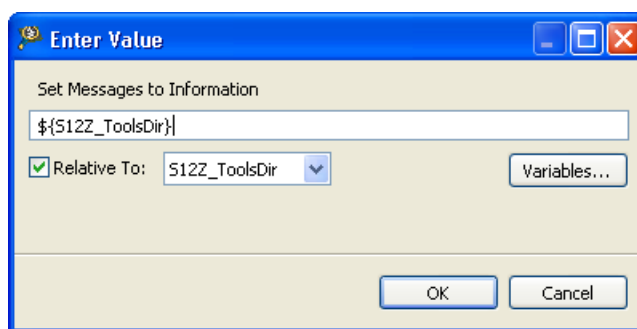 Enter Value
Set Messages to Information
${S12Z_ToolsDir}
Relative To: S12Z_ToolsDir Variables...
OK Cancel